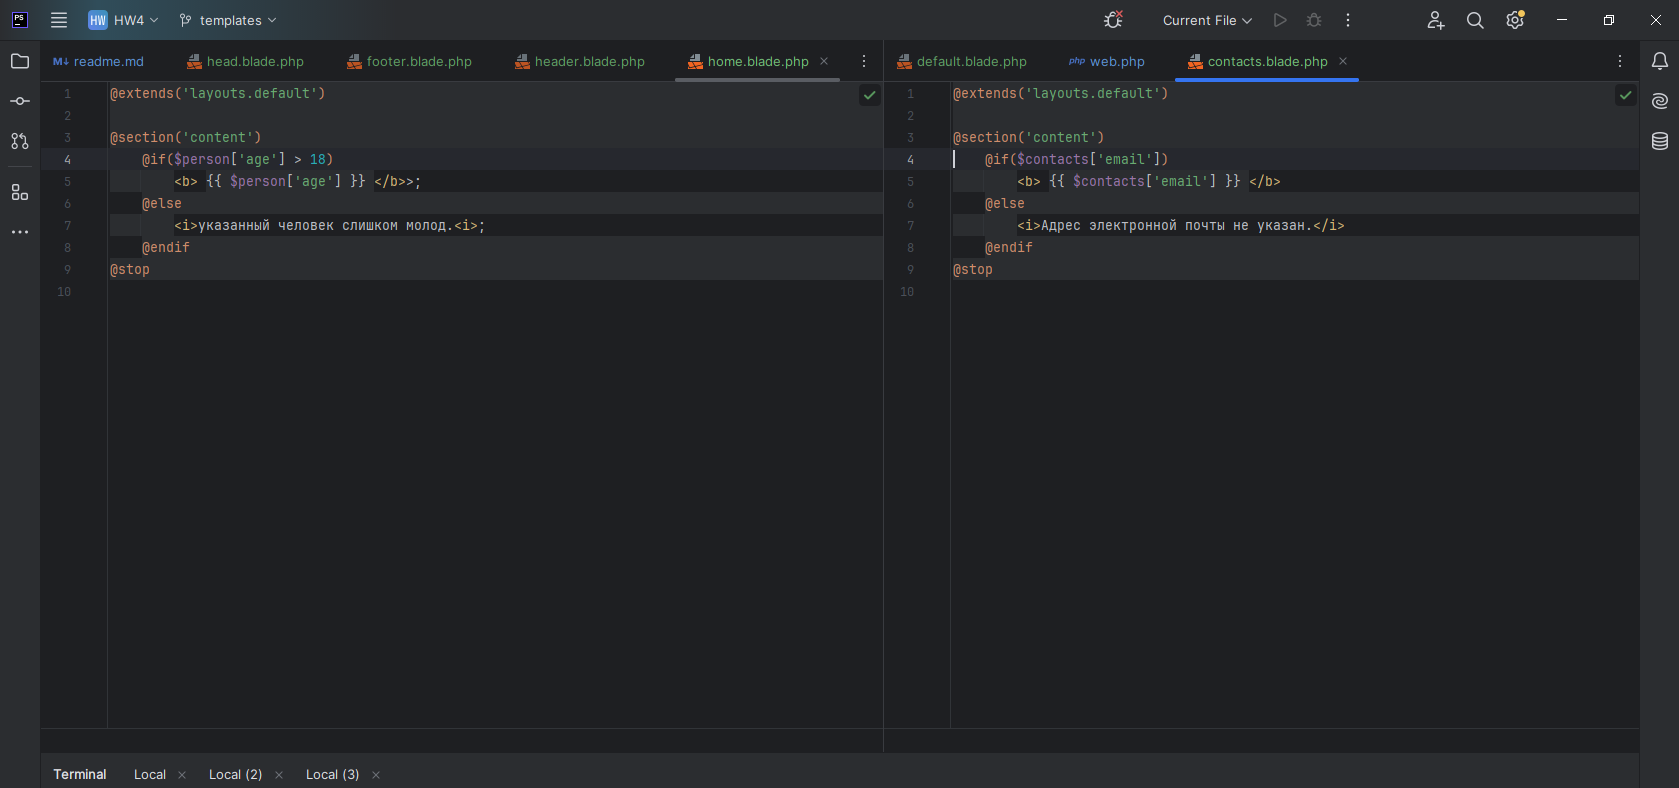 PS
HW HW4 templates Current File
M↓ readme.md head.blade.php footer.blade.php header.blade.php home.blade.php
1 @extends('layouts.default')
2
3 @section('content')
4 @if($person['age'] > 18)
5 <b> {{ $person['age'] }} </b>>;
6 @else
7 <i>указанный человек слишком молод.<i>;
8 @endif
9 @stop
10
default.blade.php php web.php contacts.blade.php
1 @extends('layouts.default')
2
3 @section('content')
4 @if($contacts['email'])
5 <b> {{ $contacts['email'] }} </b>
6 @else
7 <i>Адрес электронной почты не указан.</i>
8 @endif
9 @stop
10
Terminal Local Local (2) Local (3)